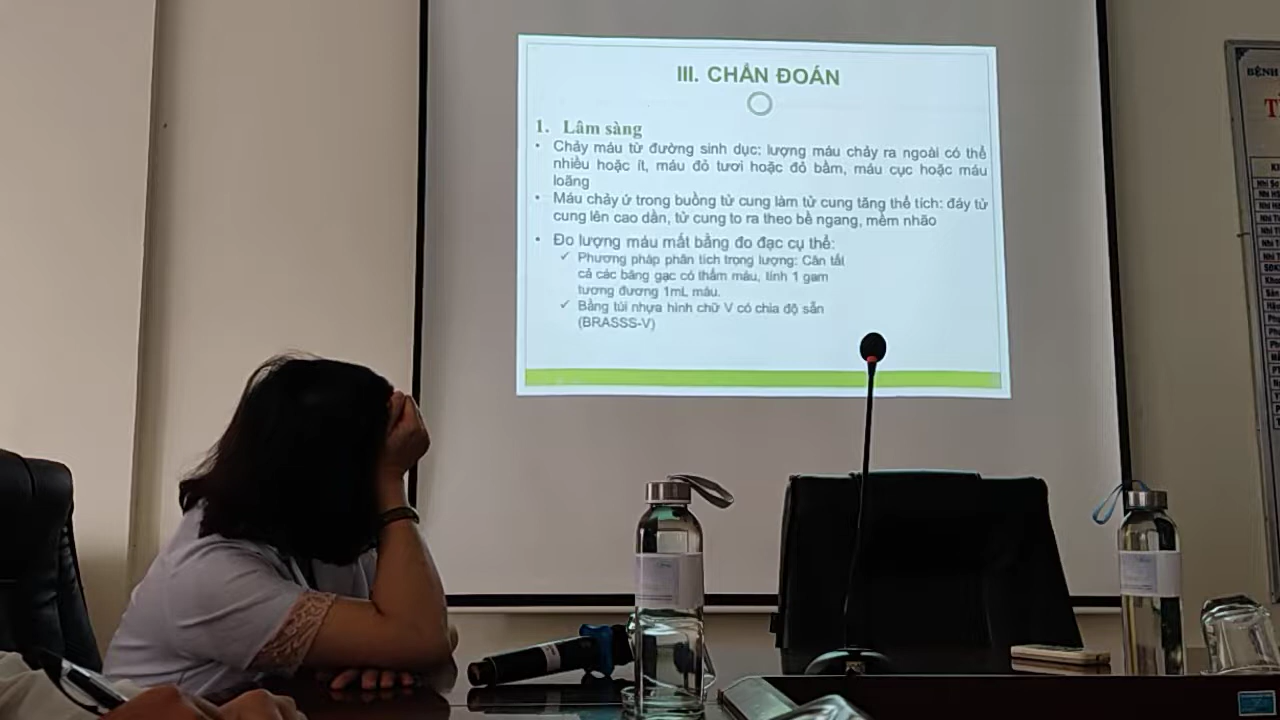 III. CHẨN ĐOÁN
1. Lâm sàng
• Chảy máu từ đường sinh dục: lượng máu chảy ra ngoài có thể
nhiều hoặc ít, máu đỏ tươi hoặc đỏ bầm, máu cục hoặc máu
loãng
• Máu chảy ứ trong buồng tử cung làm tử cung tăng thể tích: đáy tử
cung lên cao dần, tử cung to ra theo bề ngang, mềm nhão
• Đo lượng máu mất bằng đo đạc cụ thể:
✓ Phương pháp phân tích trọng lượng: Cân tất
cả các băng gạc có thấm máu, tính 1 gam
tương đương 1mL máu.
✓ Bằng túi nhựa hình chữ V có chia độ sẵn
(BRASSS-V)
BỆNH